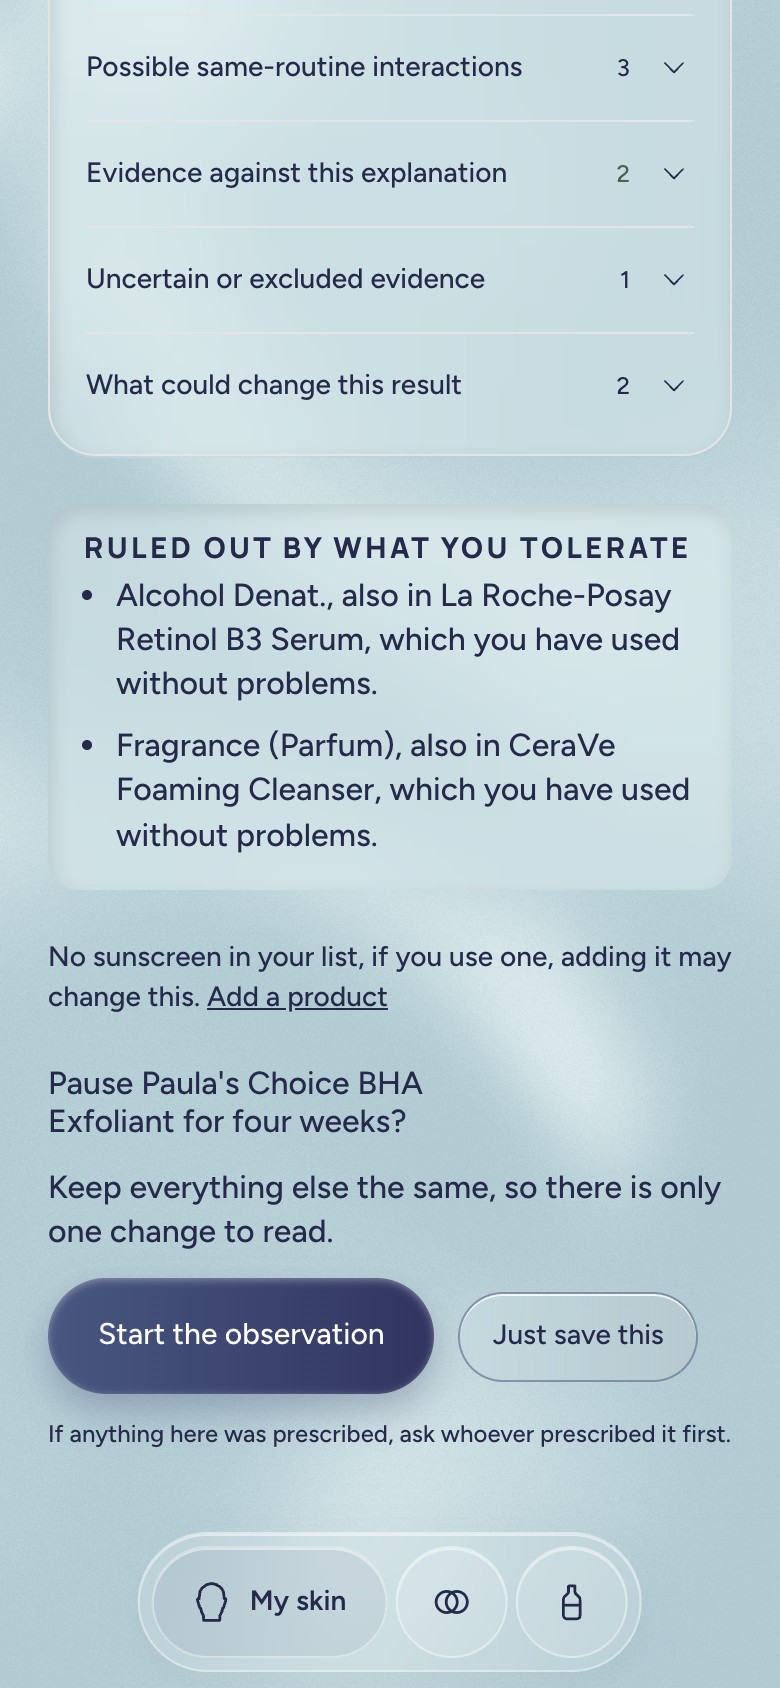 Possible same-routine interactions 3
Evidence against this explanation 2
Uncertain or excluded evidence 1
What could change this result 2
RULED OUT BY WHAT YOU TOLERATE
• Alcohol Denat., also in La Roche-Posay
Retinol B3 Serum, which you have used
without problems.
• Fragrance (Parfum), also in CeraVe
Foaming Cleanser, which you have used
without problems.
No sunscreen in your list, if you use one, adding it may
change this. Add a product
Pause Paula's Choice BHA
Exfoliant for four weeks?
Keep everything else the same, so there is only
one change to read.
Start the observation
Just save this
If anything here was prescribed, ask whoever prescribed it first.
My skin